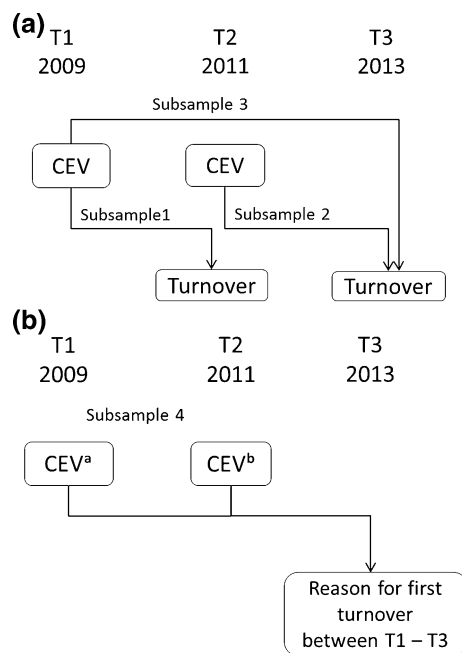 (a)
T1 T2 T3
2009 2011 2013
Subsample 3
CEV CEV
Subsample1 Subsample 2
Turnover Turnover
(b)
T1 T2 T3
2009 2011 2013
Subsample 4
CEVᵃ CEVᵇ
Reason for first
turnover
between T1 – T3